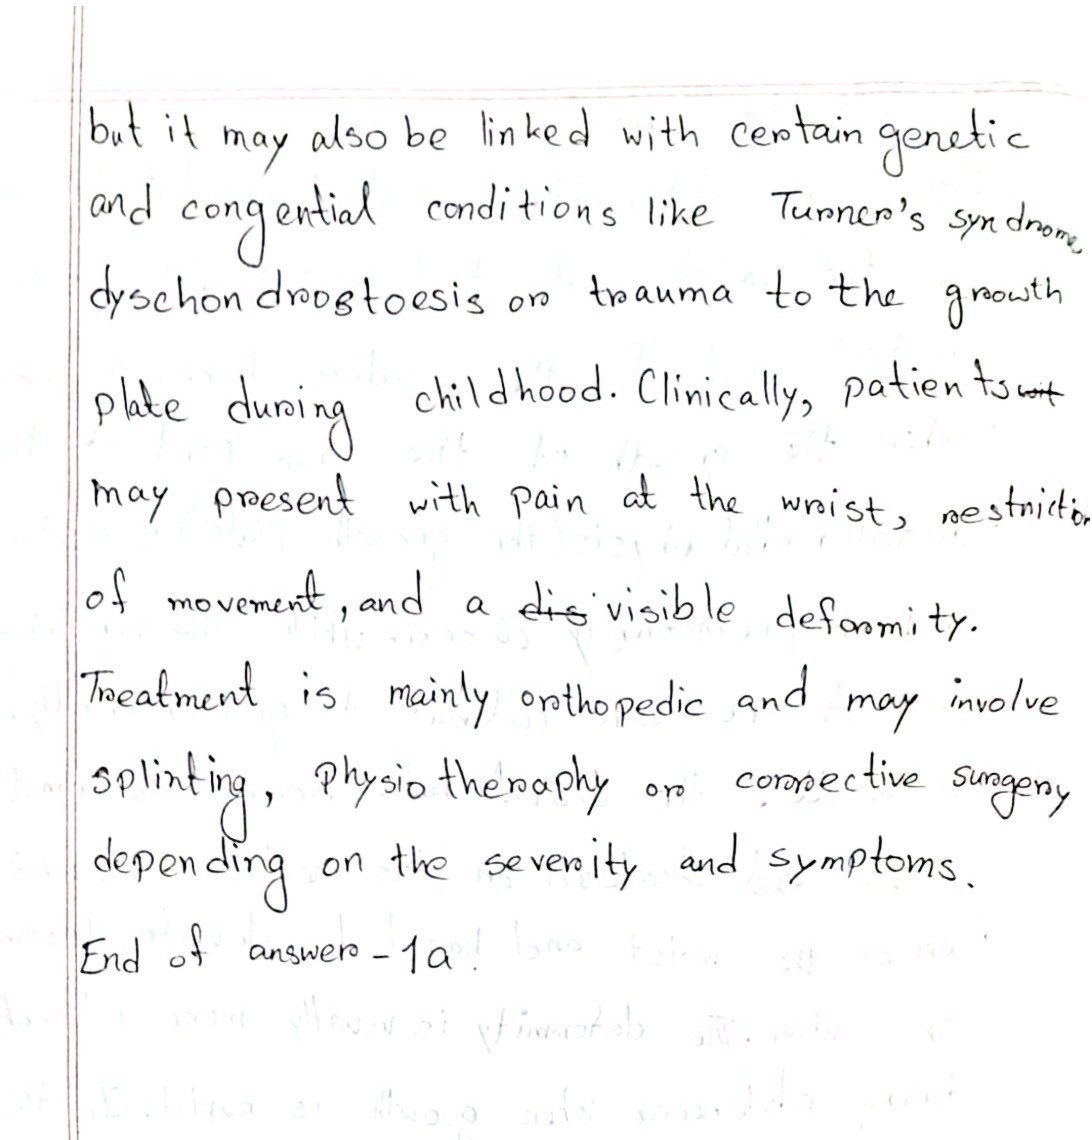 but it may also be linked with certain genetic
and congential conditions like Turner's syndrome
dyschondroostoesis or trauma to the growth
plate during childhood. Clinically, patients wit
may present with pain at the wrist, restriction
of movement, and a dis visible deformity.
Treatment is mainly orthopedic and may involve
splinting, Physiotheraphy or corrective surgery
depending on the severity and symptoms.
End of answer - 1a.